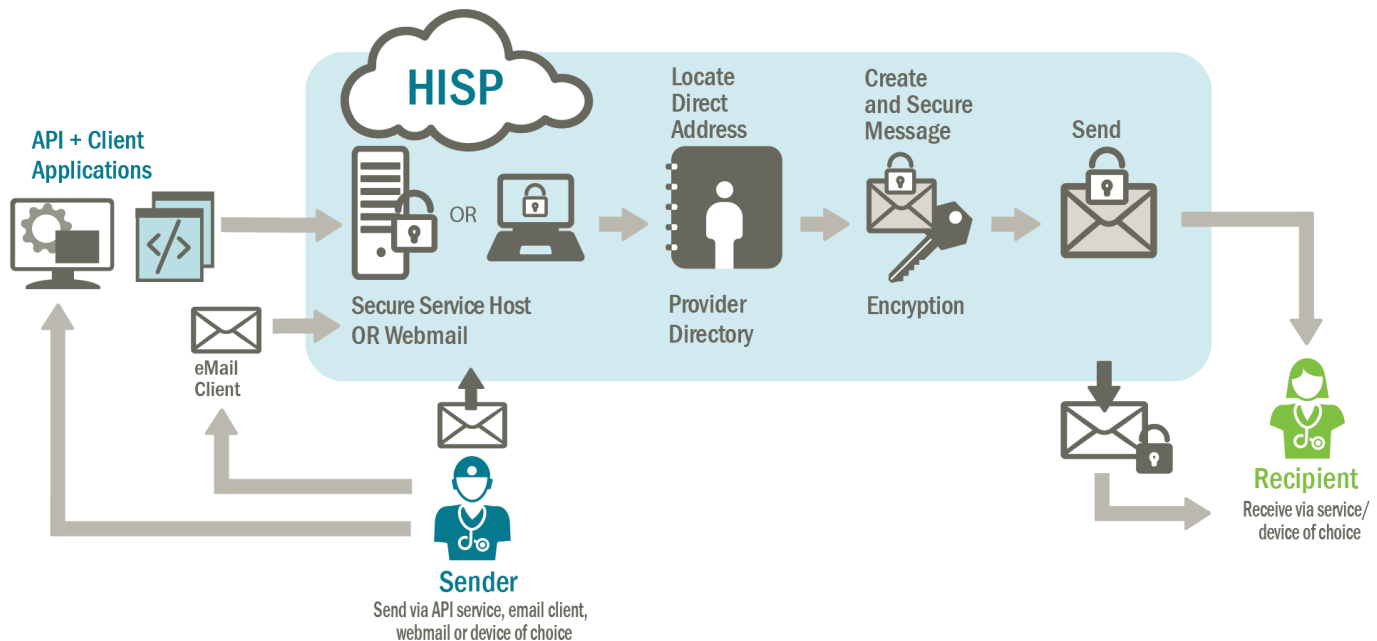 HISP
API + Client
Applications
OR
Secure Service Host
OR Webmail
Locate
Direct
Address
Provider
Directory
Create
and Secure
Message
Encryption
Send
eMail
Client
Sender
Send via API service, email client,
webmail or device of choice
Recipient
Receive via service/
device of choice